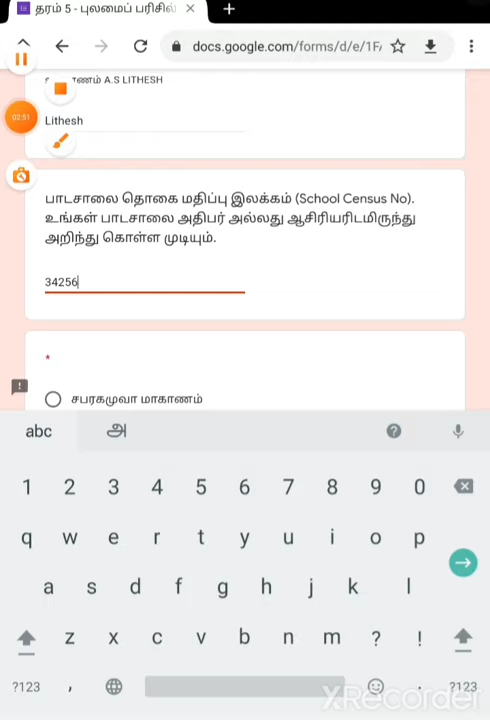 தரம் 5 - புலமைப் பரிசில்
docs.google.com/forms/d/e/1F/
A.S LITHESH
02:51
Lithesh
பாடசாலை தொகை மதிப்பு இலக்கம் (School Census No).
உங்கள் பாடசாலை அதிபர் அல்லது ஆசிரியரிடமிருந்து
அறிந்து கொள்ள முடியும்.
34256
*
சபரகமுவா மாகாணம்
abc அ
1 2 3 4 5 6 7 8 9 0
q w e r t y u i o p
a s d f g h j k l
z x c v b n m ? !
?123 , . ?123
XRecorder